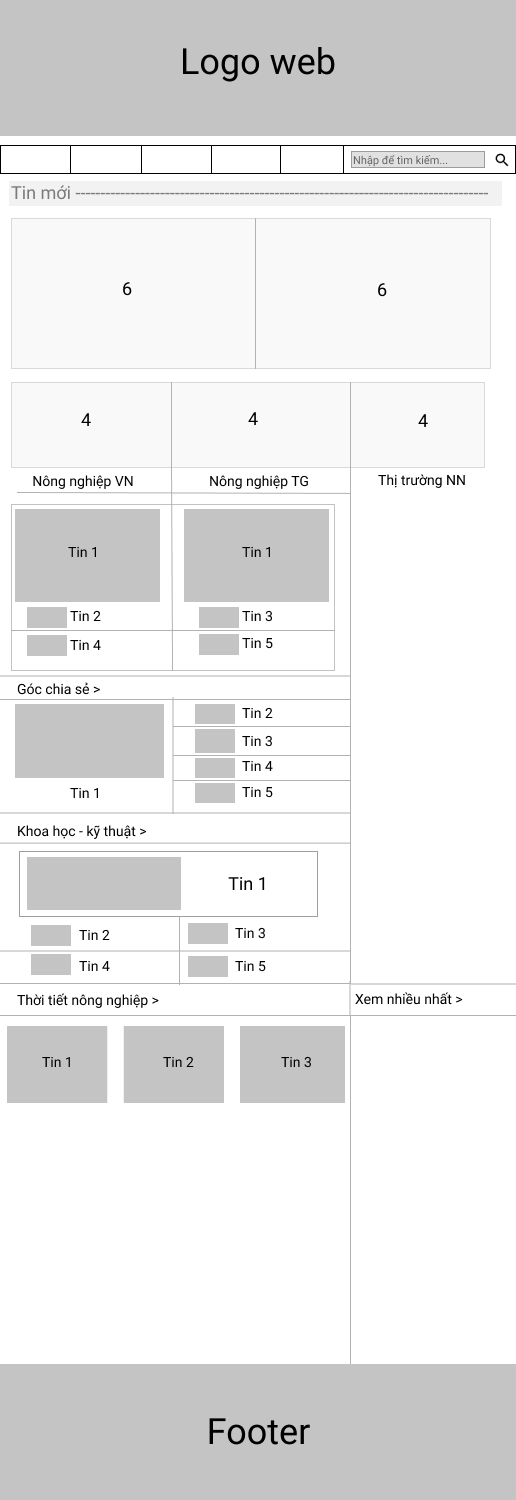 Logo web
Nhập để tìm kiếm...
Tin mới -----------------------------------------------------------------------------------
6
6
4
4
4
Nông nghiệp VN
Nông nghiệp TG
Thị trường NN
Tin 1
Tin 1
Tin 2
Tin 3
Tin 4
Tin 5
Góc chia sẻ >
Tin 1
Tin 2
Tin 3
Tin 4
Tin 5
Khoa học - kỹ thuật >
Tin 1
Tin 2
Tin 3
Tin 4
Tin 5
Thời tiết nông nghiệp >
Xem nhiều nhất >
Tin 1
Tin 2
Tin 3
Footer